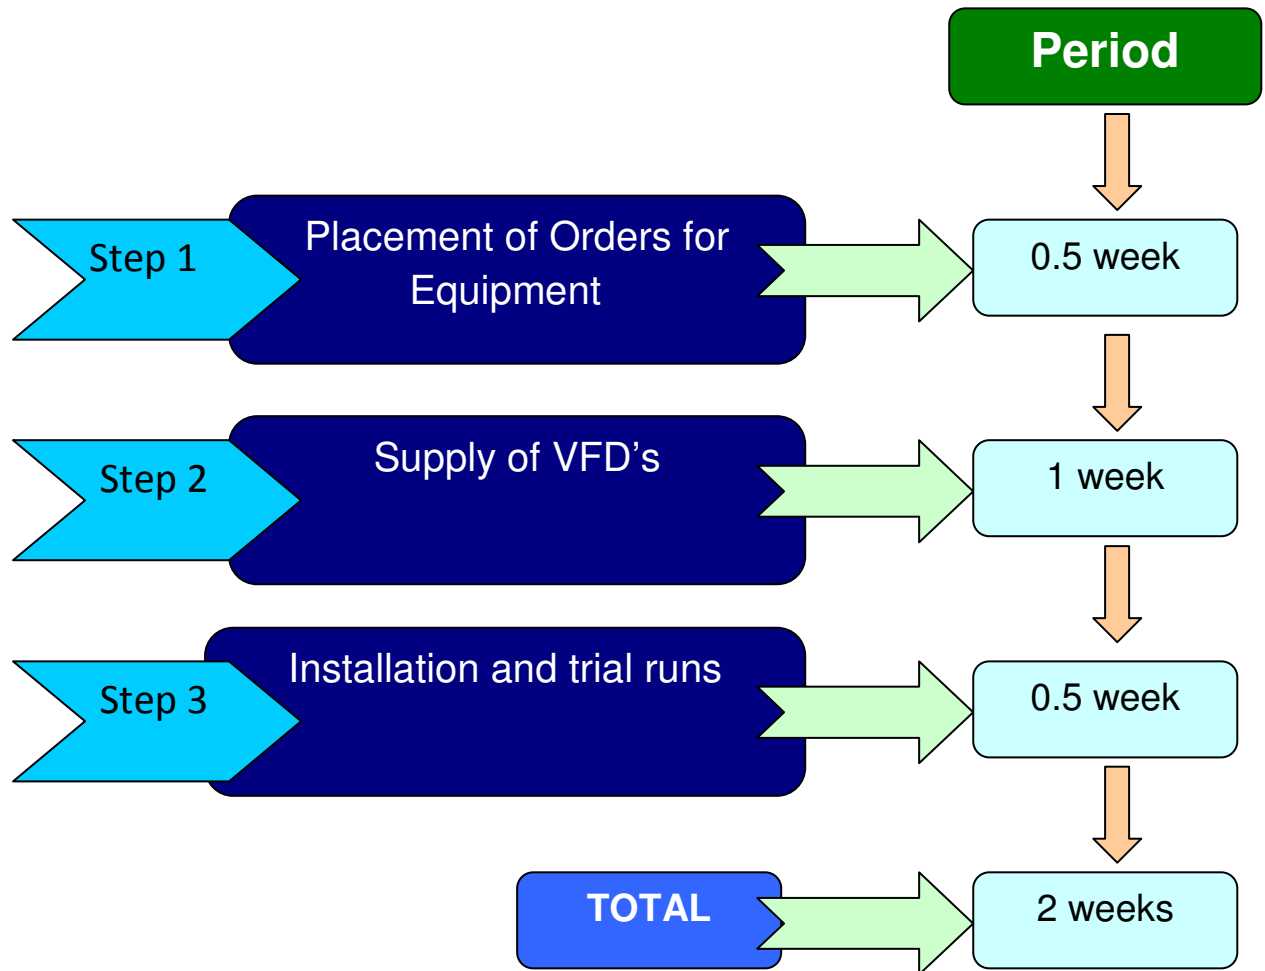 Period
Step 1
Placement of Orders for
Equipment
0.5 week
Step 2
Supply of VFD’s
1 week
Step 3
Installation and trial runs
0.5 week
TOTAL
2 weeks